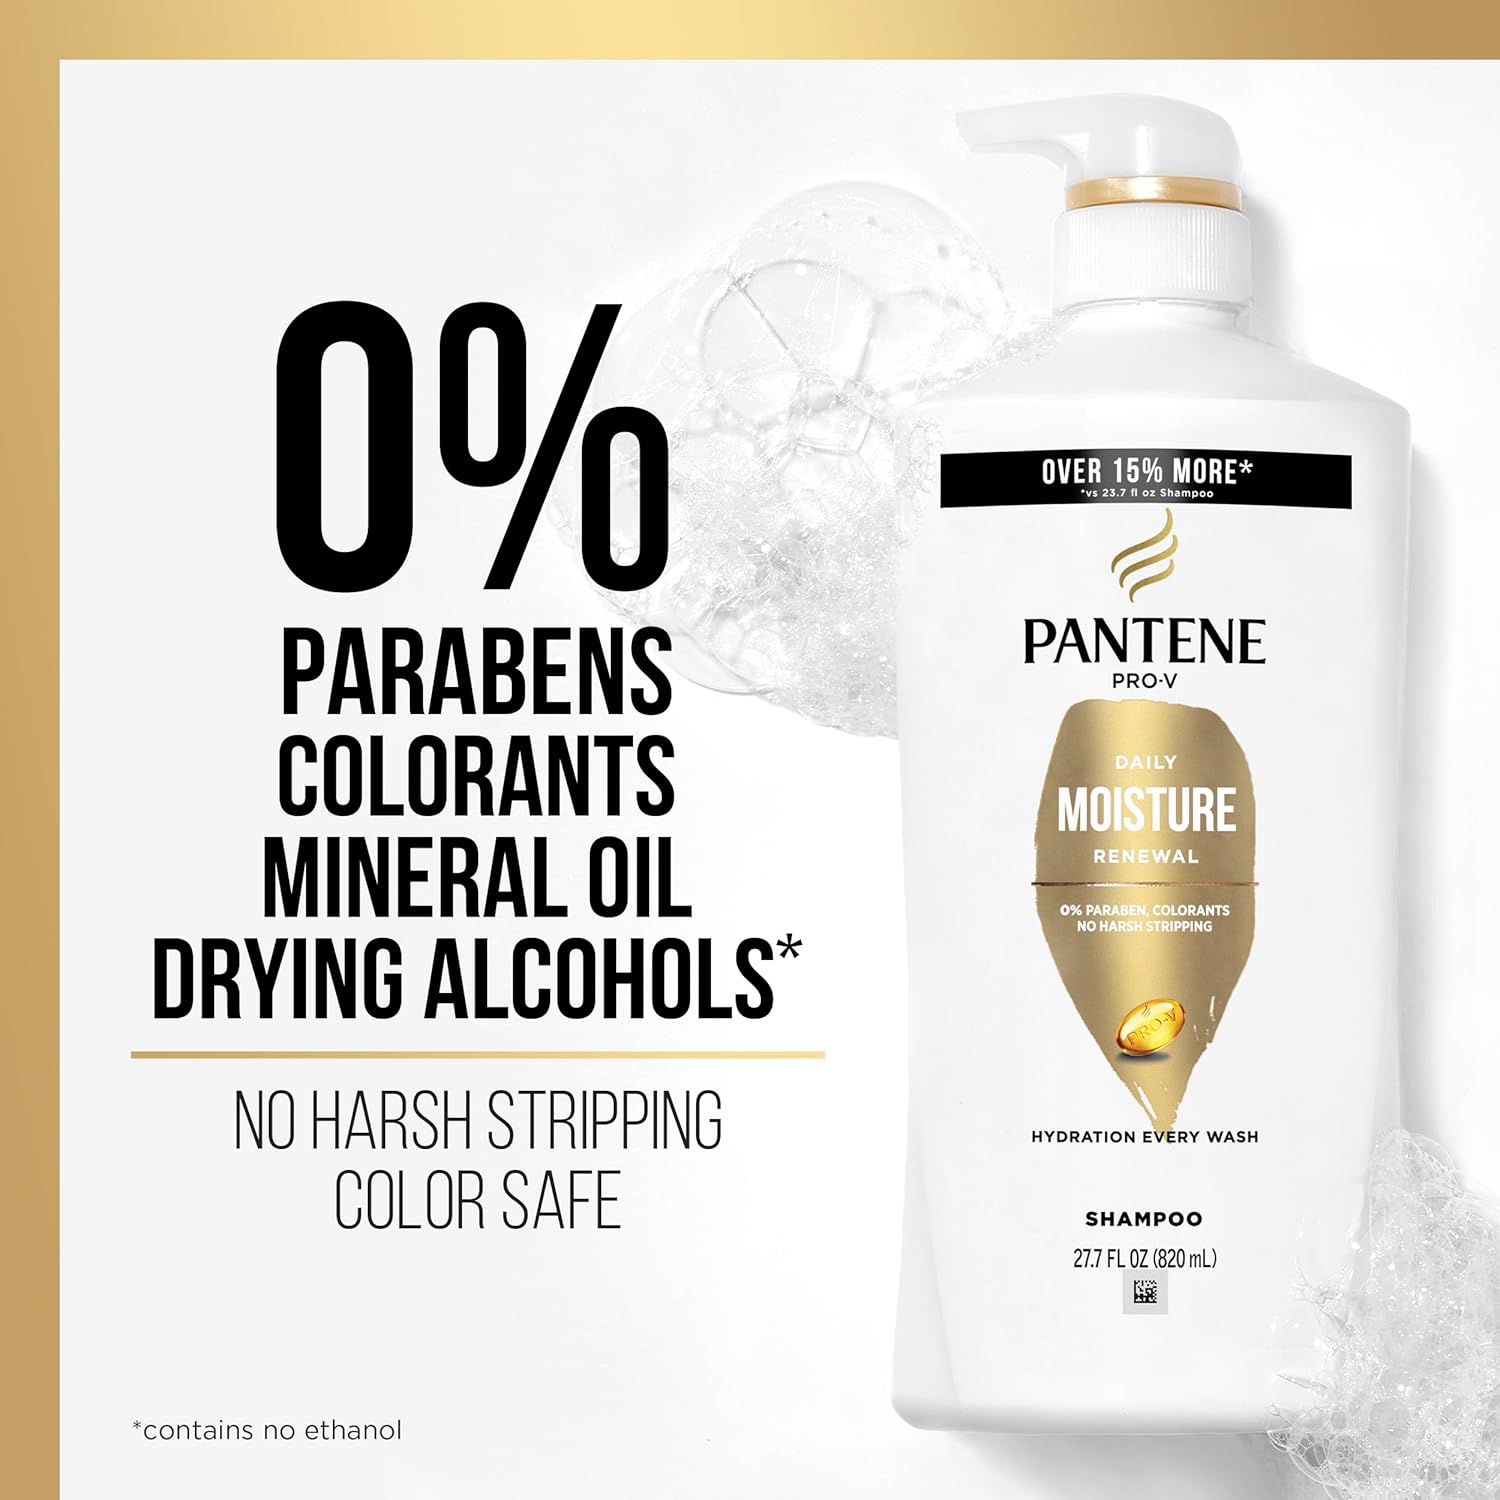 0%
PARABENS
COLORANTS
MINERAL OIL
DRYING ALCOHOLS*
NO HARSH STRIPPING
COLOR SAFE
*contains no ethanol
OVER 15% MORE*
*vs 23.7 fl oz Shampoo
PANTENE
PRO-V
DAILY
MOISTURE
RENEWAL
0% PARABEN, COLORANTS
NO HARSH STRIPPING
PRO-V
HYDRATION EVERY WASH
SHAMPOO
27.7 FL OZ (820 mL)